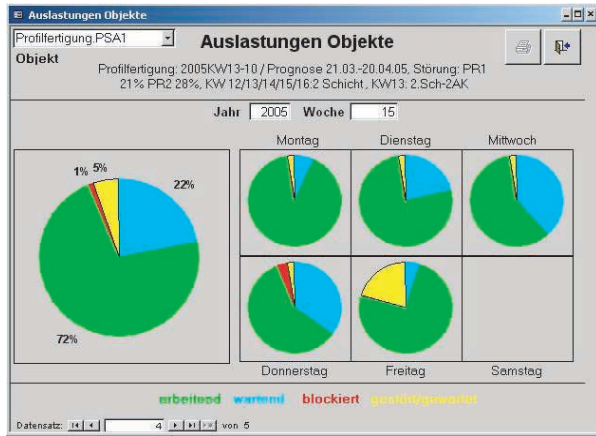 Auslastungen Objekte
Profilfertigung.PSA1
Auslastungen Objekte
Objekt
Profilfertigung: 2005KW13-10 / Prognose 21.03.-20.04.05, Störung: PR1
21% PR2 28%, KW 12/13/14/15/16:2 Schicht, KW13: 2.Sch-2AK
Jahr 2005 Woche 15
Montag Dienstag Mittwoch
1% 5%
22%
72%
Donnerstag Freitag Samstag
arbeitend wartend blockiert gestört/gewartet
Datensatz: 4 von 5